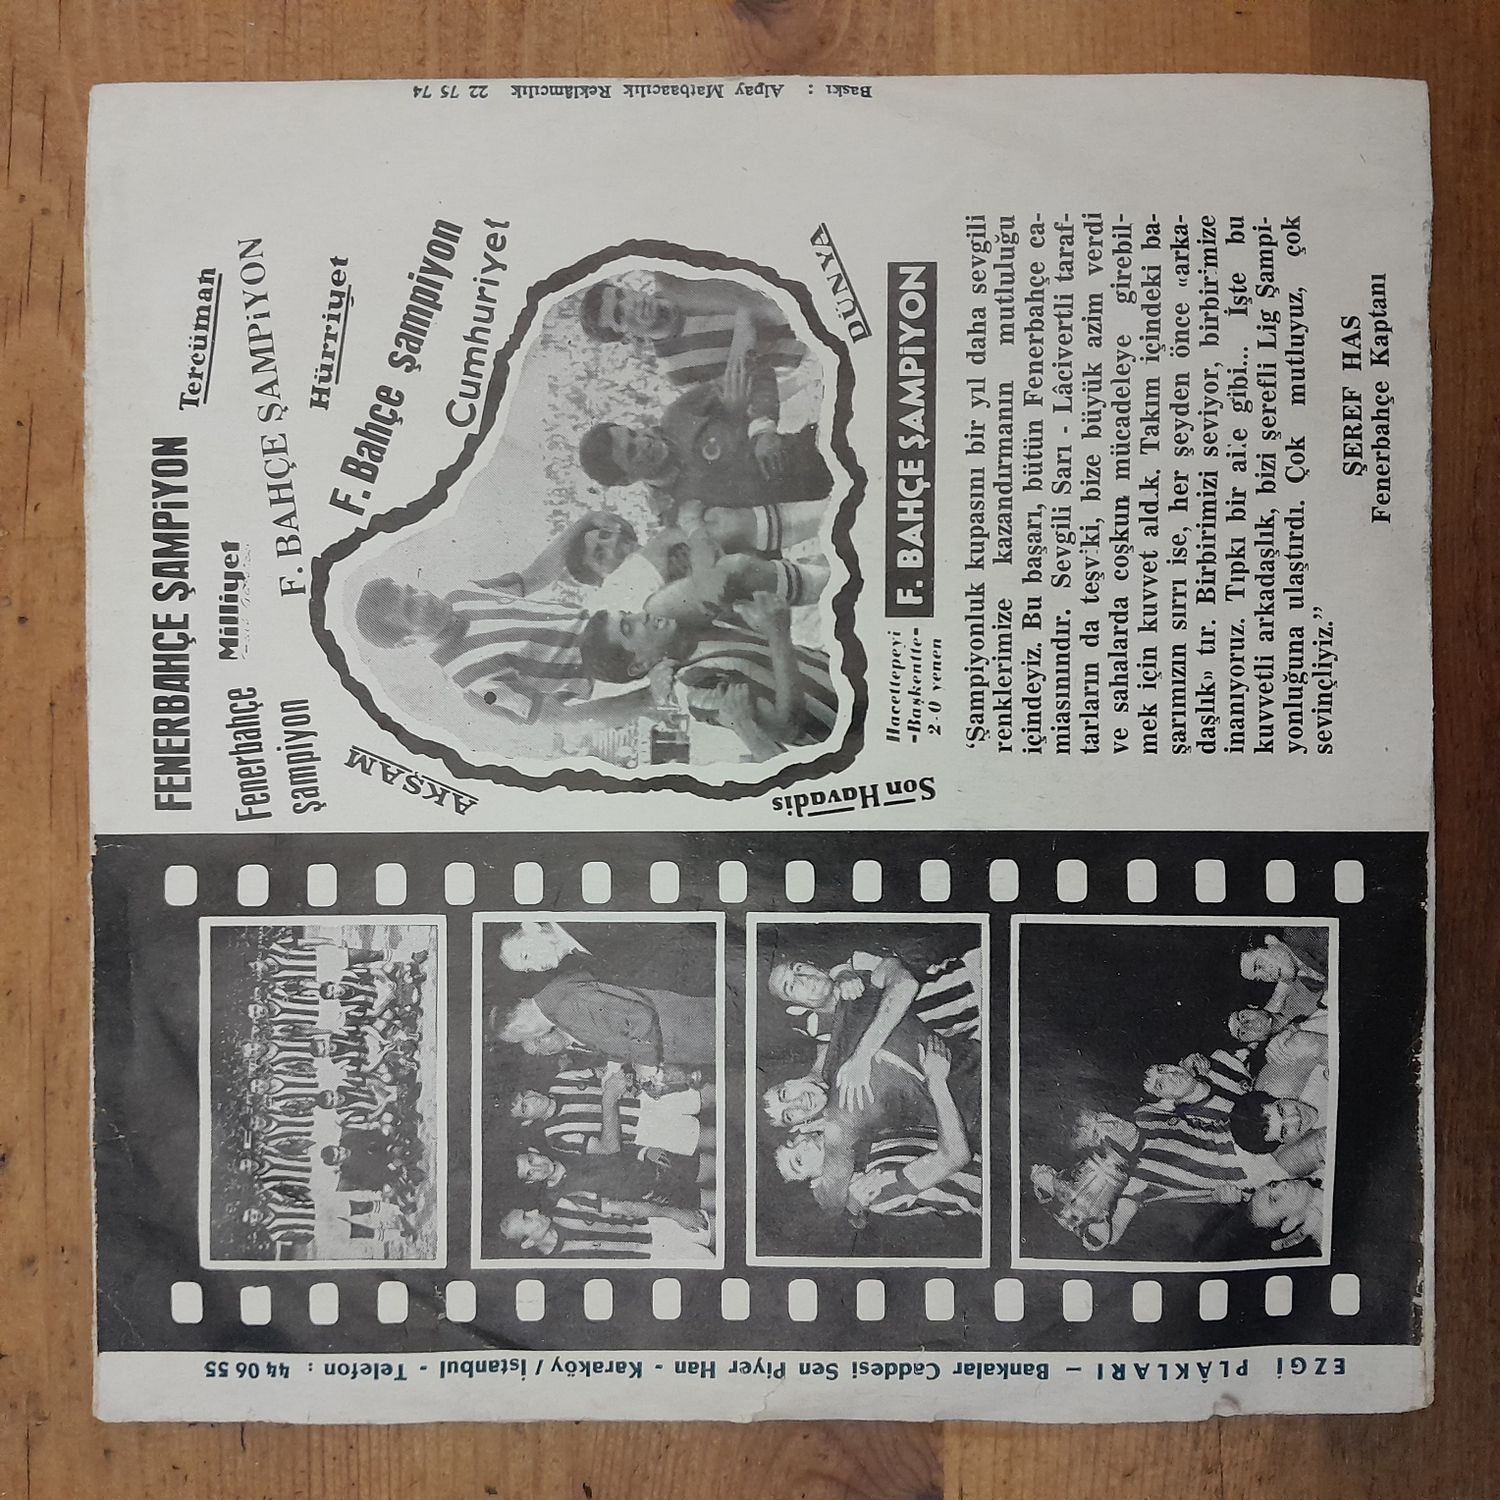 FENERBAHÇE ŞAMPİYON
Tercüman
Fenerbahçe
Şampiyon
Milliyet
F. BAHÇE ŞAMPİYON
Hürriyet
F. Bahçe Şampiyon
Cumhuriyet
AKŞAM
DÜNYA
Son Havadis
Hacettepeyi
-Başkentte-
2-0 yenen
F. BAHÇE ŞAMPİYON
‘Şampiyonluk kupasını bir yıl daha sevgili
renklerimize kazandırmanın mutluluğu
içindeyiz. Bu başarı, bütün Fenerbahçe ca-
miasınındır. Sevgili Sarı - Lâcivertli taraf-
tarların da teşviki, bize büyük azim verdi
ve sahalarda coşkun mücadeleye girebil-
mek için kuvvet aldık. Takım içindeki ba-
şarımızın sırrı ise, her şeyden önce «arka-
daşlık» tır. Birbirimizi seviyor, birbirimize
inanıyoruz. Tıpkı bir aile gibi... İşte bu
kuvvetli arkadaşlık, bizi şerefli Lig Şampi-
yonluğuna ulaştırdı. Çok mutluyuz, çok
sevinçliyiz.”
ŞEREF HAS
Fenerbahçe Kaptanı
Baskı : Alpay Matbaacılık Reklâmcılık 22 75 74
EZGİ PLÂKLARI — Bankalar Caddesi Sen Piyer Han - Karaköy / İstanbul - Telefon : 44 06 55